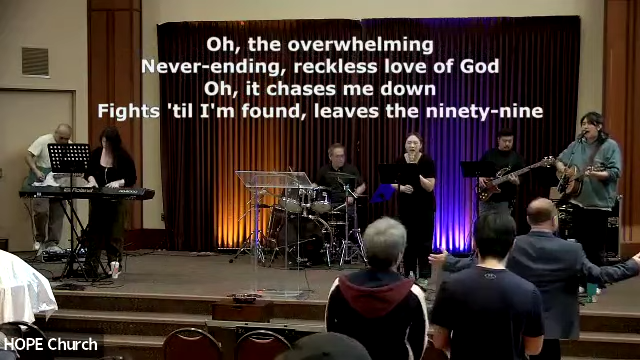 Oh, the overwhelming
Never-ending, reckless love of God
Oh, it chases me down
Fights 'til I'm found, leaves the ninety-nine
Roland
HOPE Church